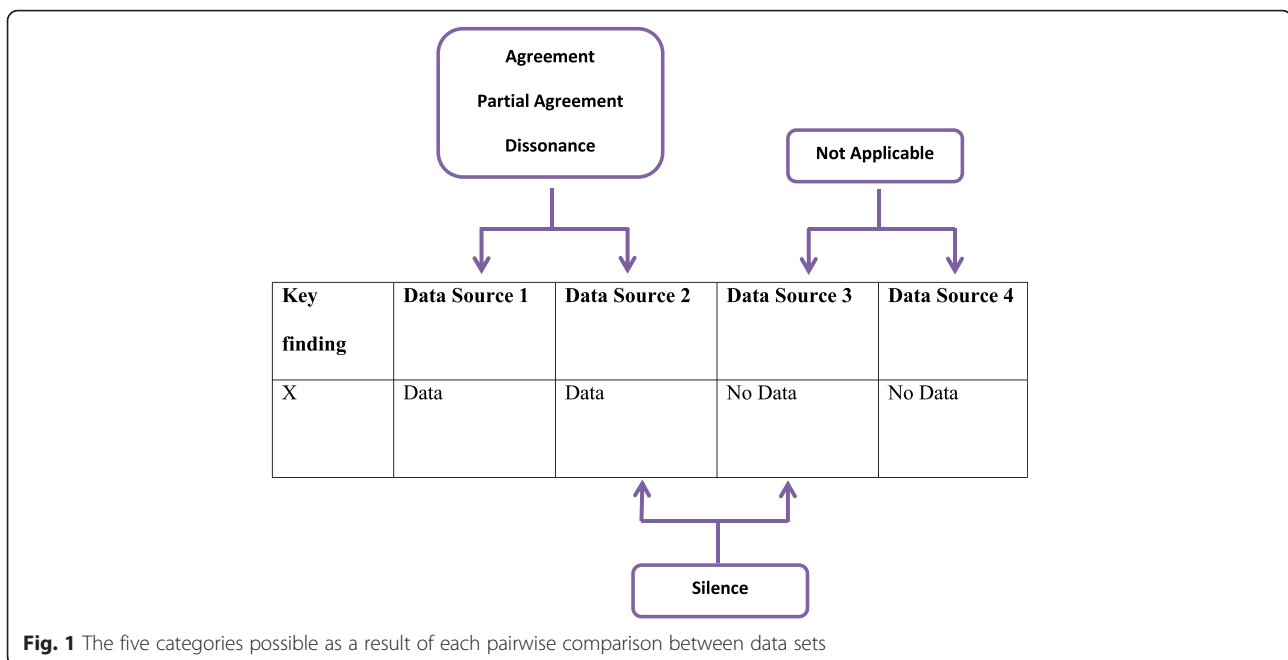 Agreement
Partial Agreement
Dissonance
Not Applicable
Key finding
Data Source 1
Data Source 2
Data Source 3
Data Source 4
X
Data
Data
No Data
No Data
Silence
Fig. 1 The five categories possible as a result of each pairwise comparison between data sets